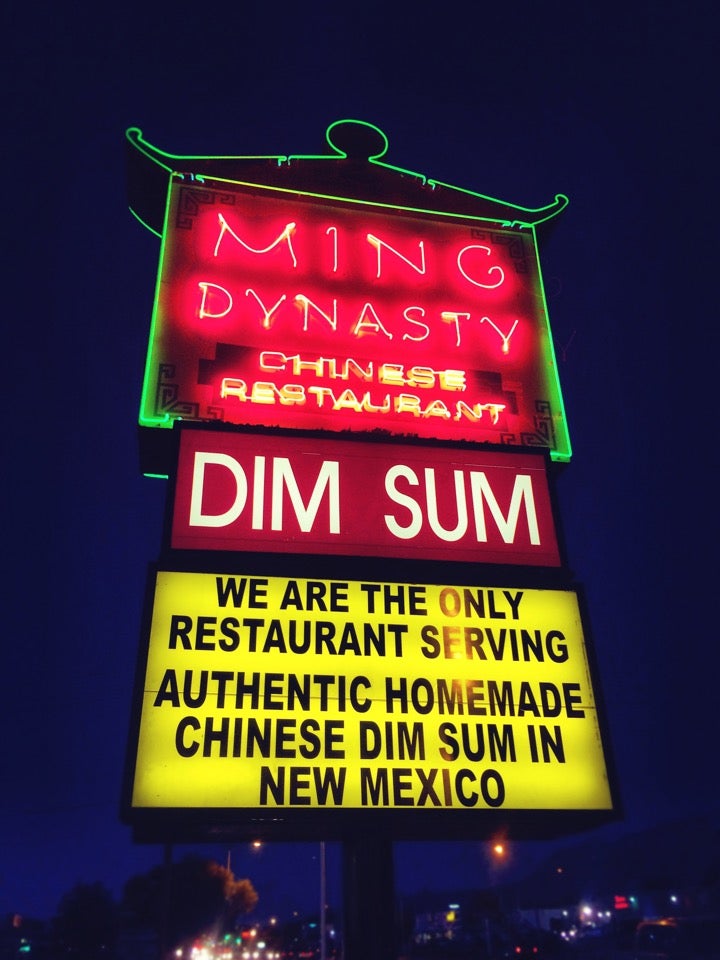 MING
DYNASTY
CHINESE
RESTAURANT
DIM SUM
WE ARE THE ONLY
RESTAURANT SERVING
AUTHENTIC HOMEMADE
CHINESE DIM SUM IN
NEW MEXICO